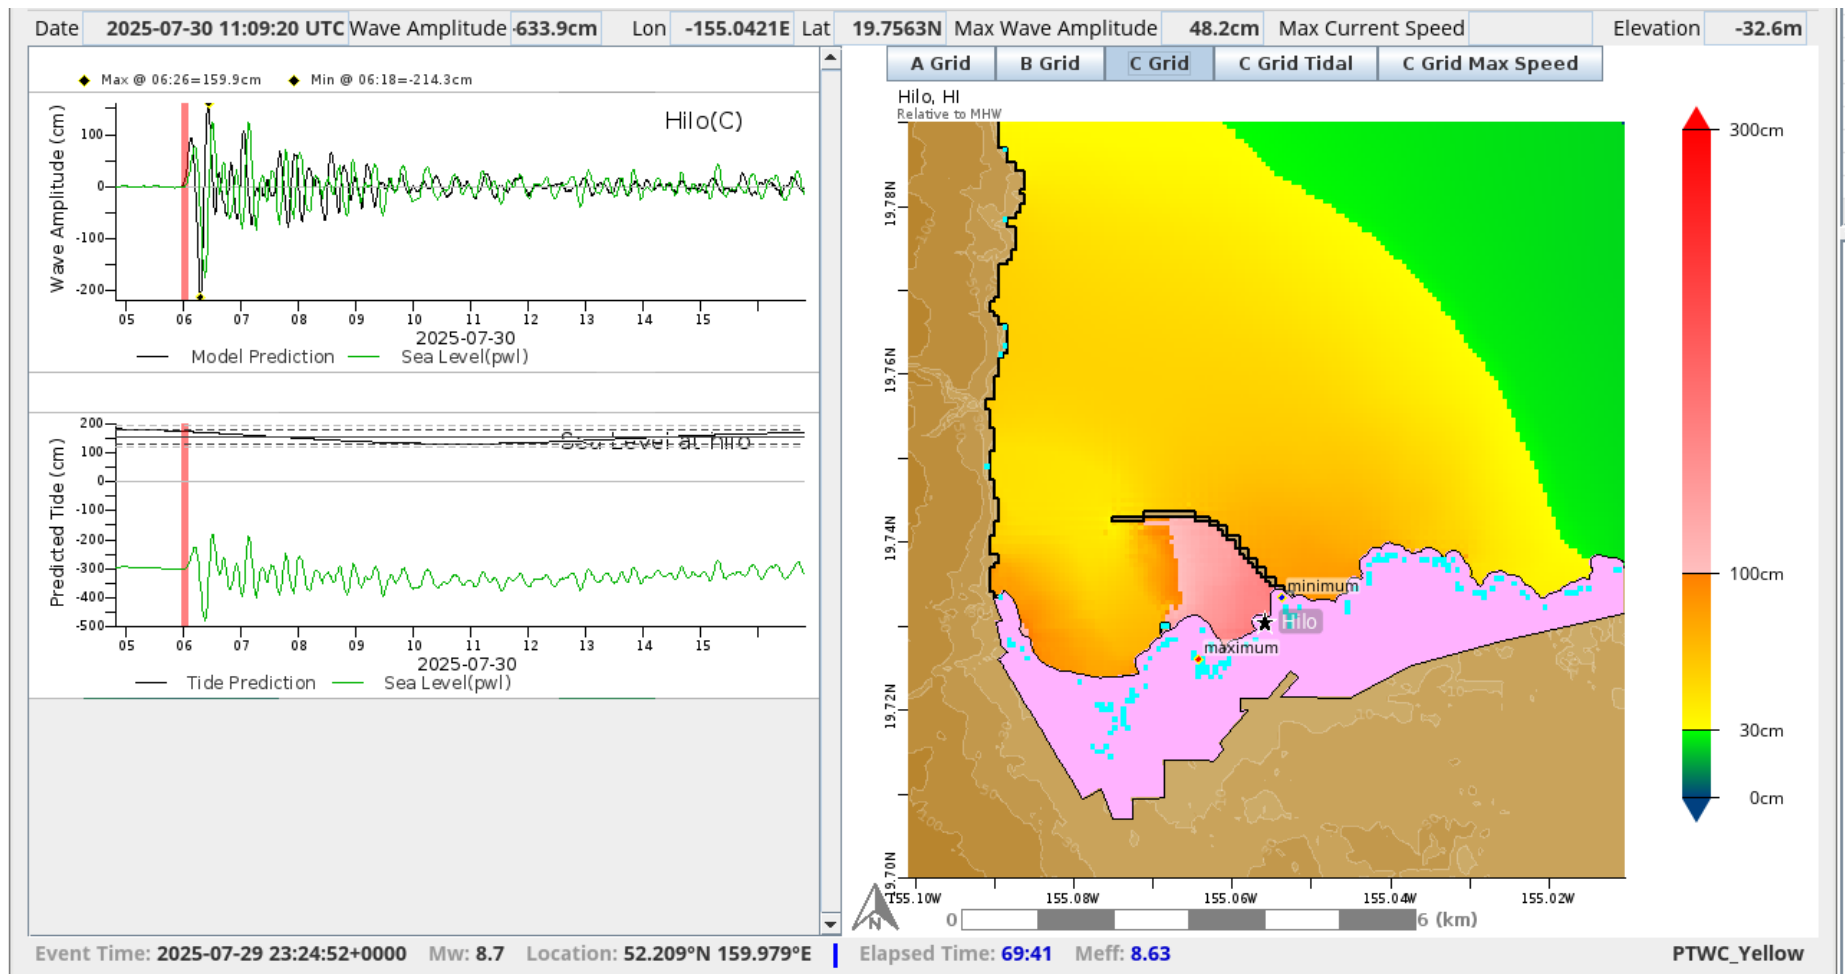 Date 2025-07-30 11:09:20 UTC Wave Amplitude -633.9cm Lon -155.0421E Lat 19.7563N Max Wave Amplitude 48.2cm Max Current Speed Elevation -32.6m
Max @ 06:26=159.9cm Min @ 06:18=-214.3cm
Hilo(C)
Wave Amplitude (cm)
100
0
-100
-200
05 06 07 08 09 10 11 12 13 14 15
2025-07-30
Model Prediction Sea Level(pwl)
Sea Level at hilo
Predicted Tide (cm)
200
100
0
-100
-200
-300
-400
-500
05 06 07 08 09 10 11 12 13 14 15
2025-07-30
Tide Prediction Sea Level(pwl)
A Grid B Grid C Grid C Grid Tidal C Grid Max Speed
Hilo, HI
Relative to MHW
19.78N
19.76N
19.74N
19.72N
19.70N
minimum
Hilo
maximum
155.10W 155.08W 155.06W 155.04W 155.02W
N
0 6 (km)
300cm
100cm
30cm
0cm
Event Time: 2025-07-29 23:24:52+0000 Mw: 8.7 Location: 52.209°N 159.979°E Elapsed Time: 69:41 Meff: 8.63 PTWC_Yellow